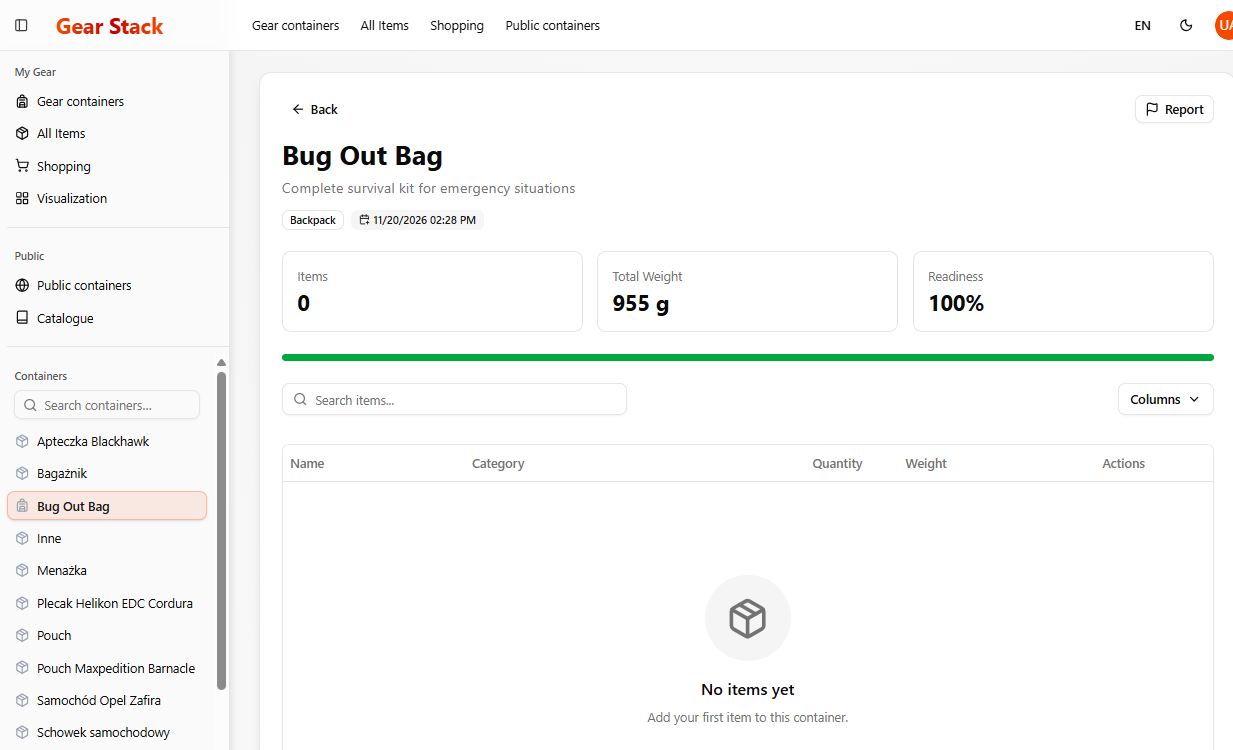 Gear Stack
Gear containers
All Items
Shopping
Public containers
EN
My Gear
Gear containers
All Items
Shopping
Visualization
Public
Public containers
Catalogue
Containers
Search containers...
Apteczka Blackhawk
Bagażnik
Bug Out Bag
Inne
Menażka
Plecak Helikon EDC Cordura
Pouch
Pouch Maxpedition Barnacle
Samochód Opel Zafira
Schowek samochodowy
Back
Report
Bug Out Bag
Complete survival kit for emergency situations
Backpack
11/20/2026 02:28 PM
Items
0
Total Weight
955 g
Readiness
100%
Search items...
Columns
Name Category Quantity Weight Actions
No items yet
Add your first item to this container.